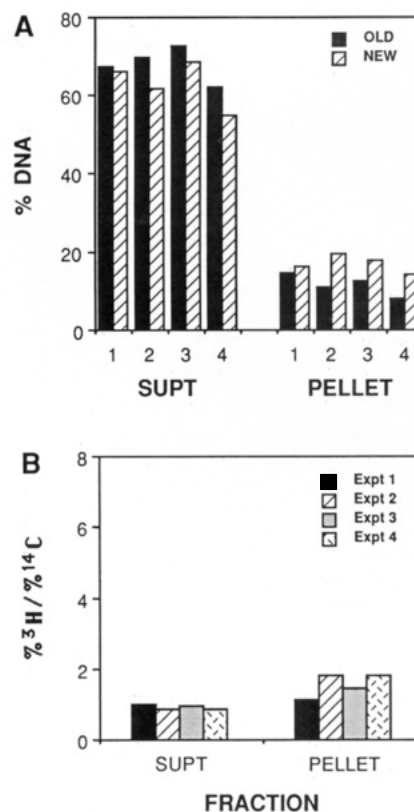 A
80
60
40
20
0
% DNA
OLD
NEW
1 2 3 4 1 2 3 4
SUPT PELLET
B
8
6
4
2
0
%³H/%¹⁴C
Expt 1
Expt 2
Expt 3
Expt 4
SUPT PELLET
FRACTION